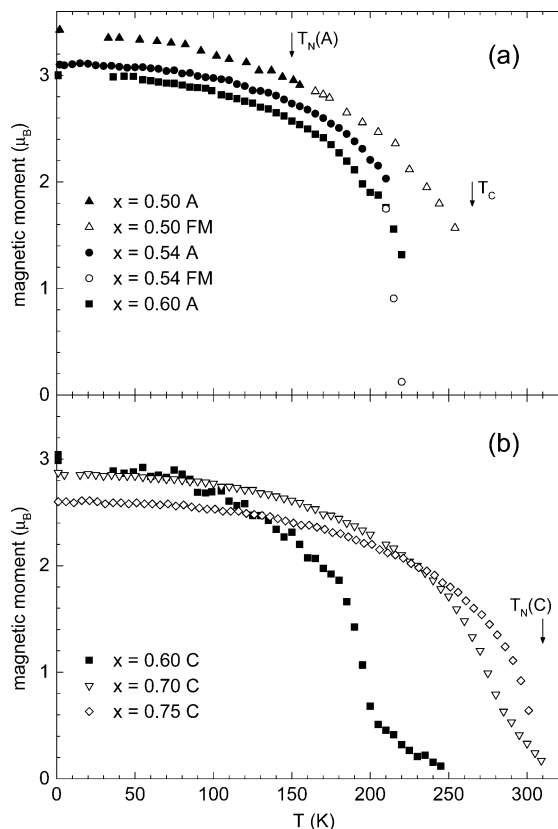 (a)
T_N(A)
T_C
magnetic moment (μ_B)
3
2
1
0
x = 0.50 A
x = 0.50 FM
x = 0.54 A
x = 0.54 FM
x = 0.60 A
(b)
T_N(C)
magnetic moment (μ_B)
3
2
1
0
x = 0.60 C
x = 0.70 C
x = 0.75 C
0 50 100 150 200 250 300
T (K)